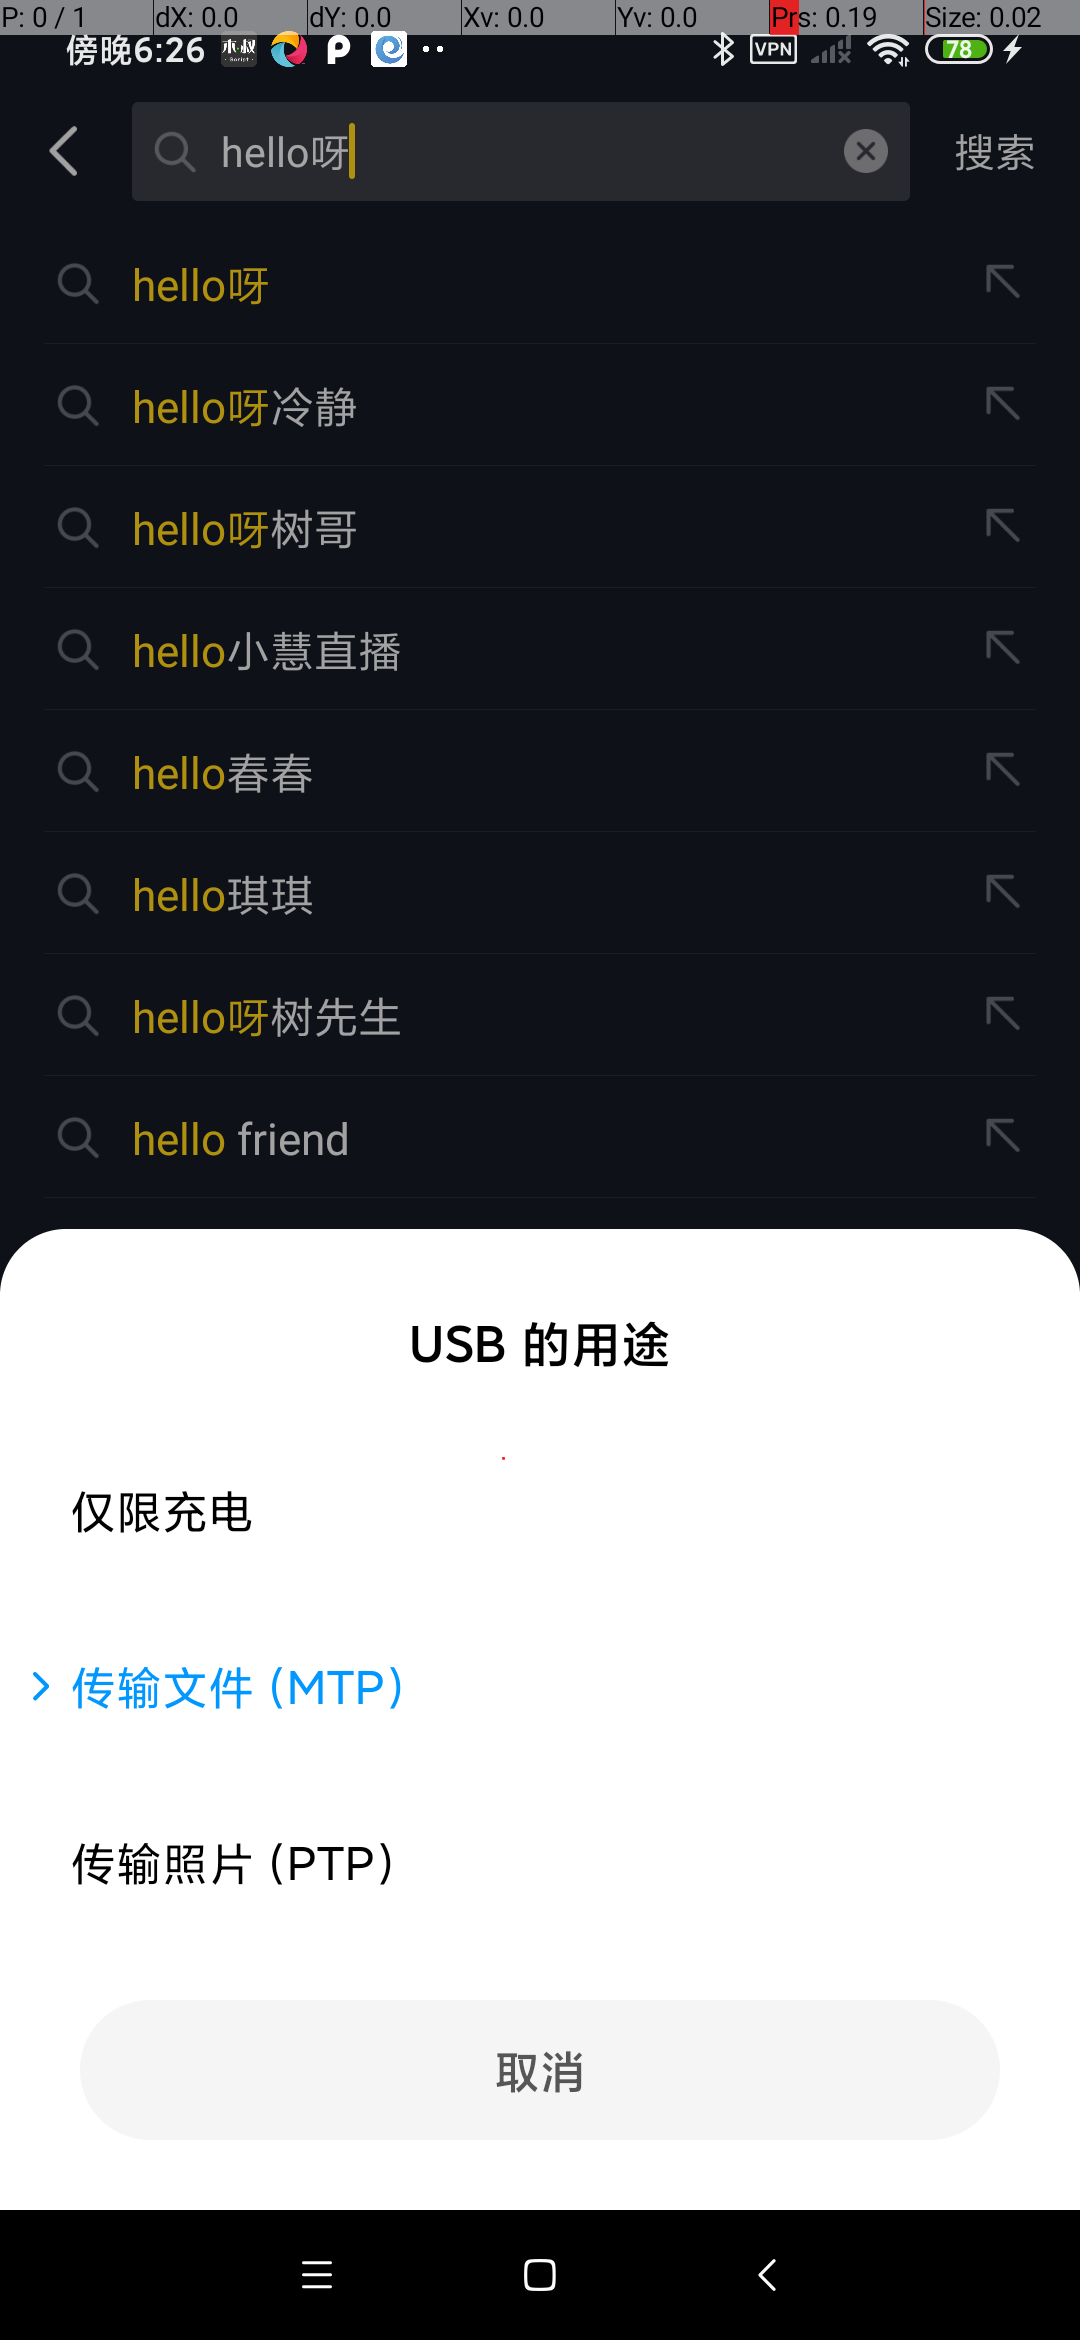 P: 0 / 1 dX: 0.0 dY: 0.0 Xv: 0.0 Yv: 0.0 Prs: 0.19 Size: 0.02
傍晚6:26 木叔 Script VPN 78
hello呀 搜索
hello呀
hello呀冷静
hello呀树哥
hello小慧直播
hello春春
hello琪琪
hello呀树先生
hello friend
USB 的用途
仅限充电
传输文件 (MTP)
传输照片 (PTP)
取消